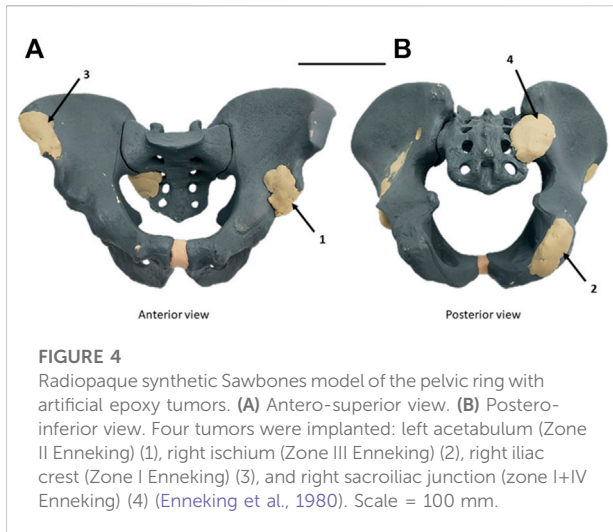 A
B
4
3
1
2
Anterior view
Posterior view
FIGURE 4
Radiopaque synthetic Sawbones model of the pelvic ring with
artificial epoxy tumors. (A) Antero-superior view. (B) Postero-
inferior view. Four tumors were implanted: left acetabulum (Zone
II Enneking) (1), right ischium (Zone III Enneking) (2), right iliac
crest (Zone I Enneking) (3), and right sacroiliac junction (zone I+IV
Enneking) (4) (Enneking et al., 1980). Scale = 100 mm.